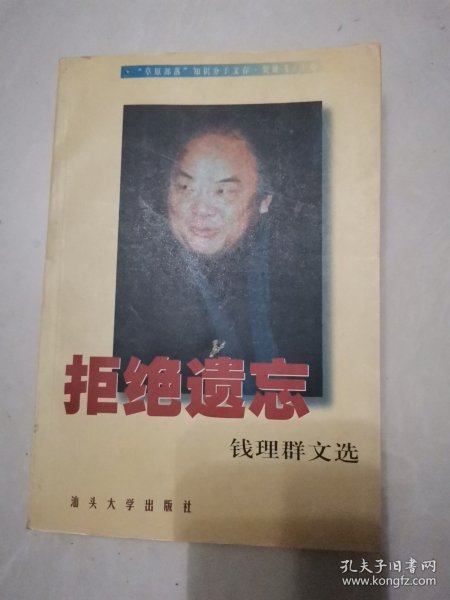 ·"草原部落"知识分子文存·
拒绝遗忘
钱理群文选
汕头大学出版社
孔夫子旧书网
www.kongfz.com